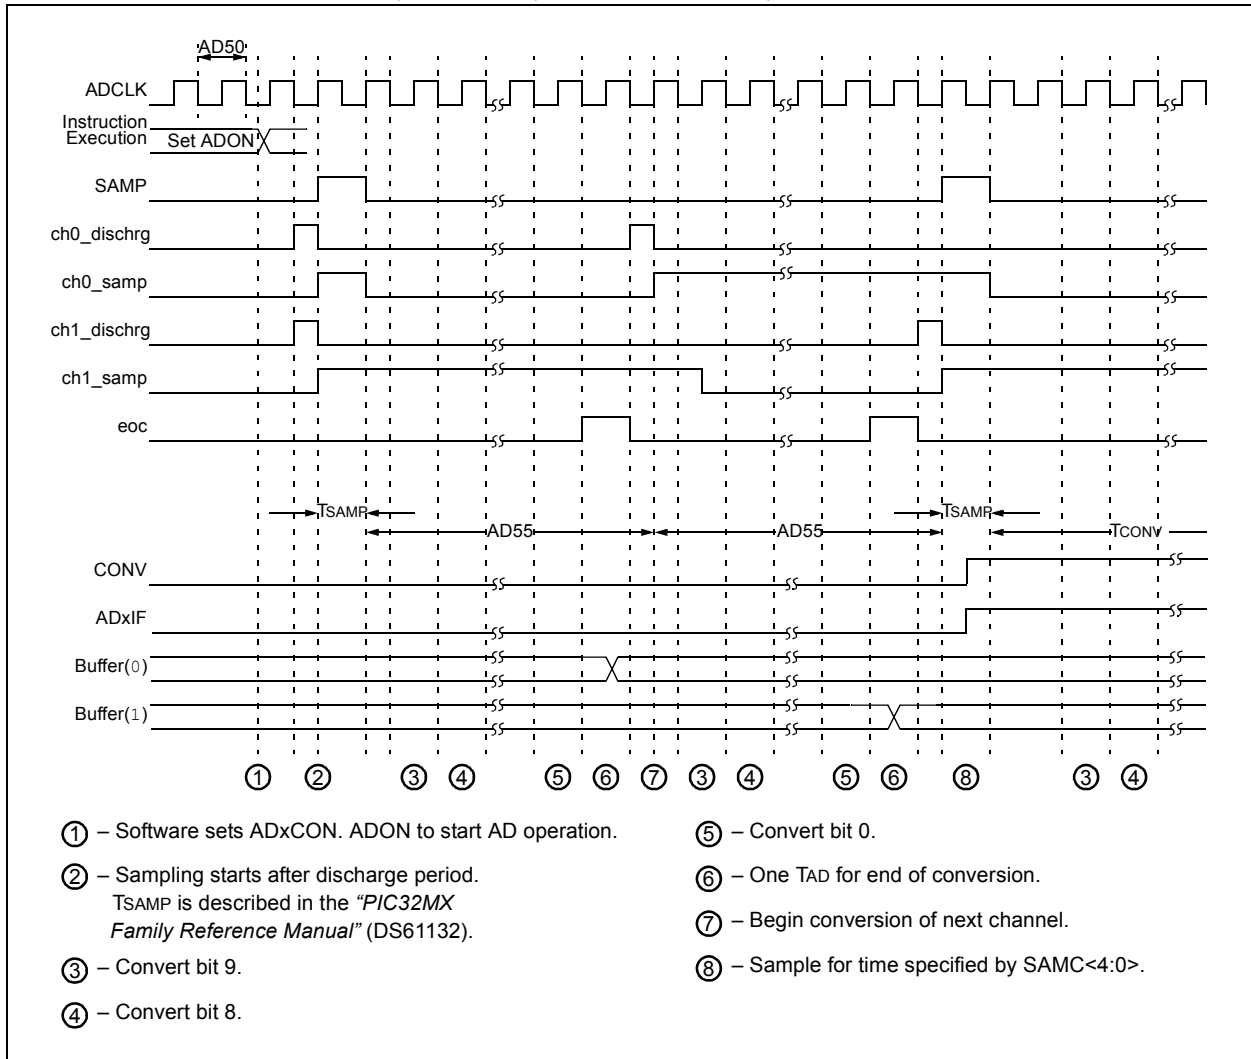 AD50
ADCLK
Instruction
Execution
Set ADON
SAMP
ch0_dischrg
ch0_samp
ch1_dischrg
ch1_samp
eoc
TSAMP
TSAMP
AD55
AD55
TCONV
CONV
ADxIF
Buffer(0)
Buffer(1)
1 2 3 4 5 6 7 3 4 5 6 8 3 4
1 – Software sets ADxCON. ADON to start AD operation.
2 – Sampling starts after discharge period.
TSAMP is described in the “PIC32MX
Family Reference Manual” (DS61132).
3 – Convert bit 9.
4 – Convert bit 8.
5 – Convert bit 0.
6 – One TAD for end of conversion.
7 – Begin conversion of next channel.
8 – Sample for time specified by SAMC<4:0>.